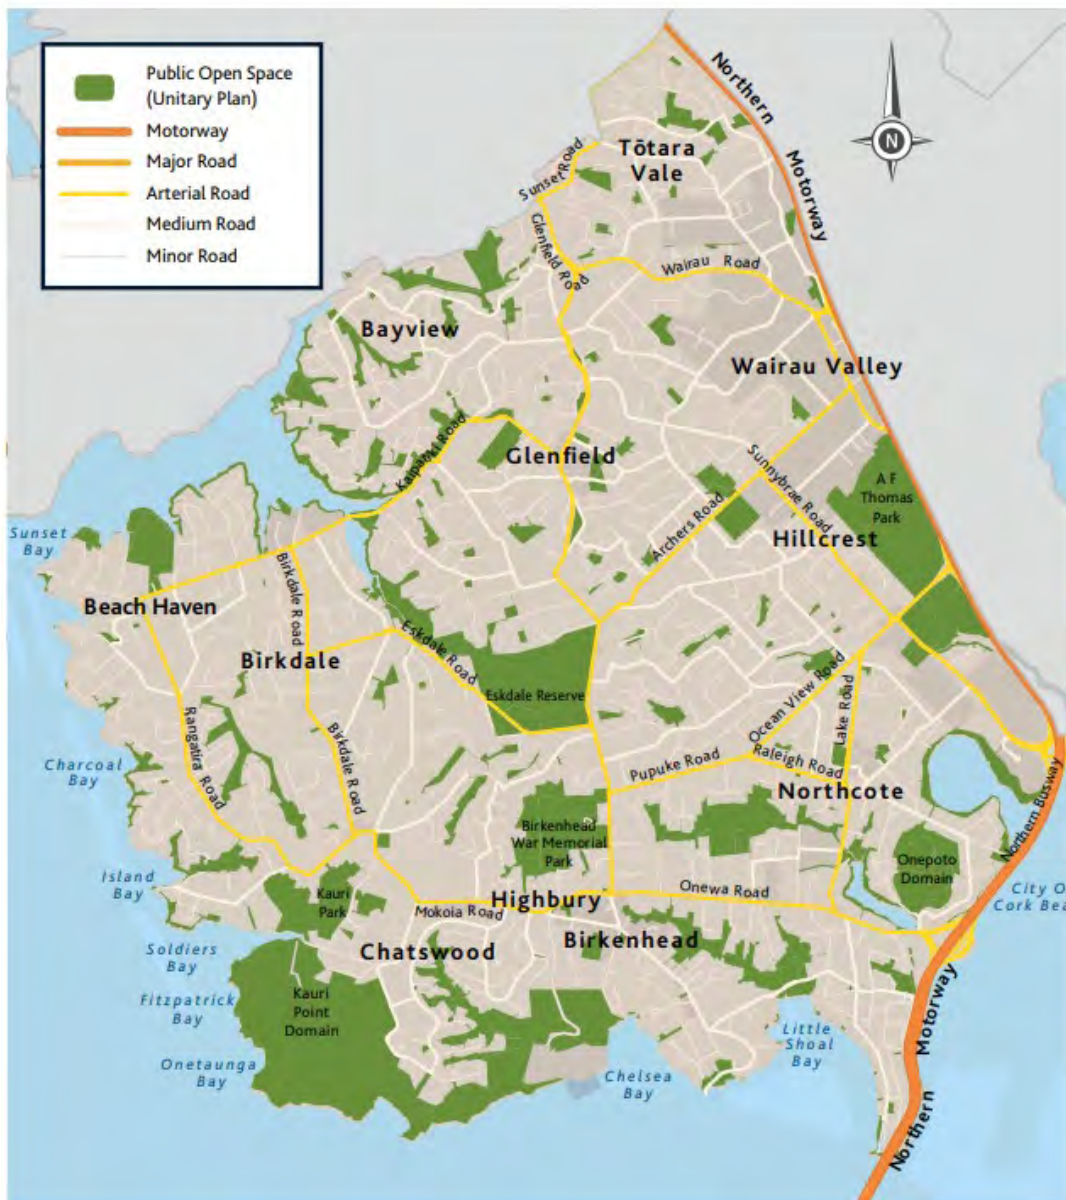 Public Open Space
(Unitary Plan)
Motorway
Major Road
Arterial Road
Medium Road
Minor Road
N
Northern
Motorway
Tōtara
Vale
Sunset Road
Glenfield Road
Wairau Road
Bayview
Wairau Valley
Kaipatiki Road
Glenfield
Sunnybrae Road
A F
Thomas
Park
Archers Road
Hillcrest
Sunset
Bay
Birkdale Road
Beach Haven
Eskdale Road
Birkdale
Eskdale Reserve
Ocean View Road
Lake Road
Rangatira Road
Birkdale Road
Pupuke Road
Raleigh Road
Charcoal
Bay
Northcote
Northern Busway
Birkenhead
War Memorial
Park
Onepoto
Domain
Island
Bay
Kauri
Park
Onewa Road
City O
Cork Bea
Highbury
Mokoia Road
Soldiers
Bay
Chatswood
Birkenhead
Fitzpatrick
Bay
Kauri
Point
Domain
Motorway
Little
Shoal
Bay
Onetaunga
Bay
Chelsea
Bay
Northern